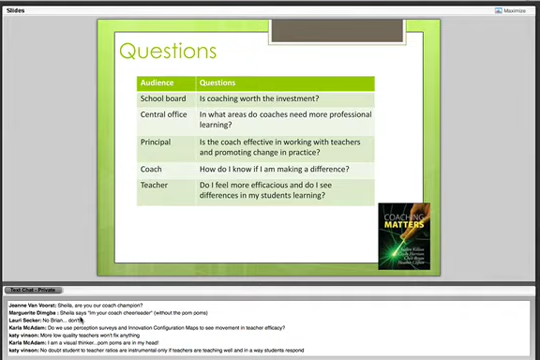 Slides
Maximize
Questions
Audience Questions
School board Is coaching worth the investment?
Central office In what areas do coaches need more professional
learning?
Principal Is the coach effective in working with teachers
and promoting change in practice?
Coach How do I know if I am making a difference?
Teacher Do I feel more efficacious and do I see
differences in my students learning?
COACHING
MATTERS
Text Chat - Private
Jeanne Van Voorst: Sheila, are you our coach champion?
Marguerite Dimgba : Sheila says "Im your coach cheerleader" (without the pom poms)
Lauri Secker: No Brian... don't
Karla McAdam: Do we use perception surveys and Innovation Configuration Maps to see movement in teacher efficacy?
katy vinson: More low quality teachers won't fix anything
Karla McAdam: I am a visual thinker...pom poms are in my head!
katy vinson: No doubt student to teacher ratios are instrumental only if teachers are teaching well and in a way students respond